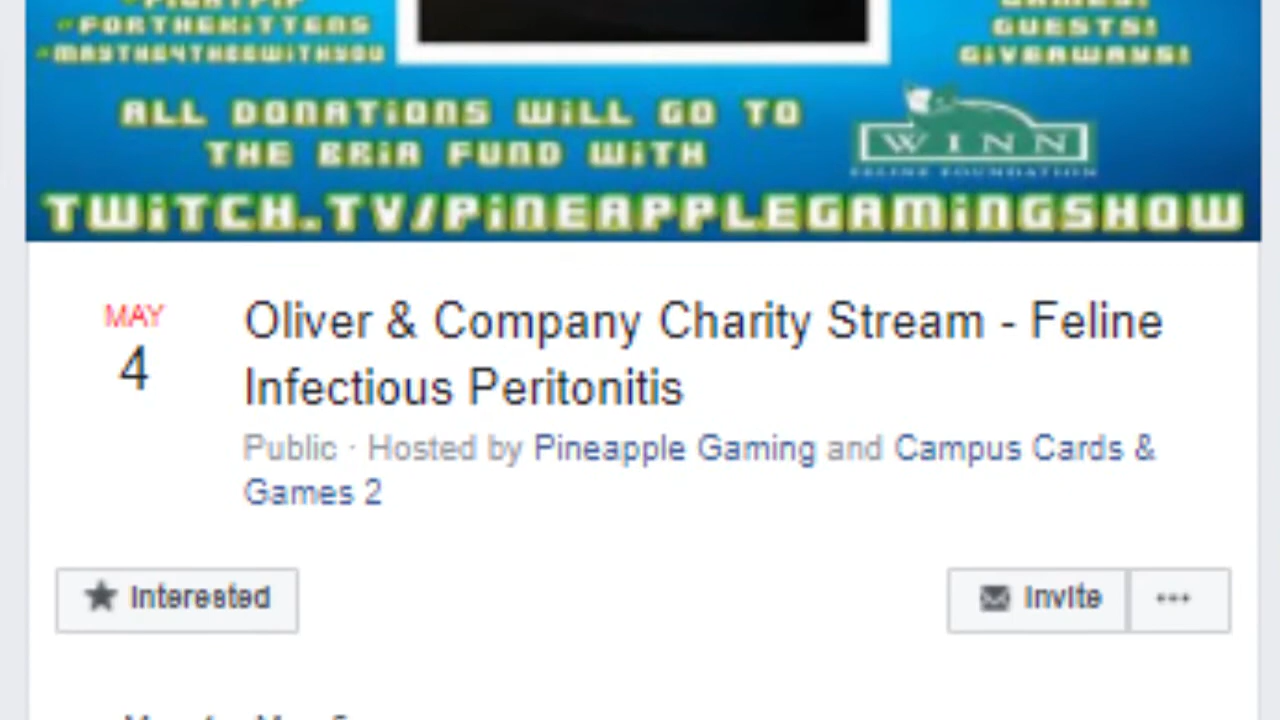 #FIGHTFIP
#FORTHEKITTENS
#MAYTHE4THBEWITHYOU
GAMES!
GUESTS!
GIVEAWAYS!
ALL DONATIONS WILL GO TO
THE BRIA FUND WITH
WINN
FELINE FOUNDATION
TWITCH.TV/PINEAPPLEGAMINGSHOW
MAY
4
Oliver & Company Charity Stream - Feline
Infectious Peritonitis
Public · Hosted by Pineapple Gaming and Campus Cards &
Games 2
Interested
Invite
...